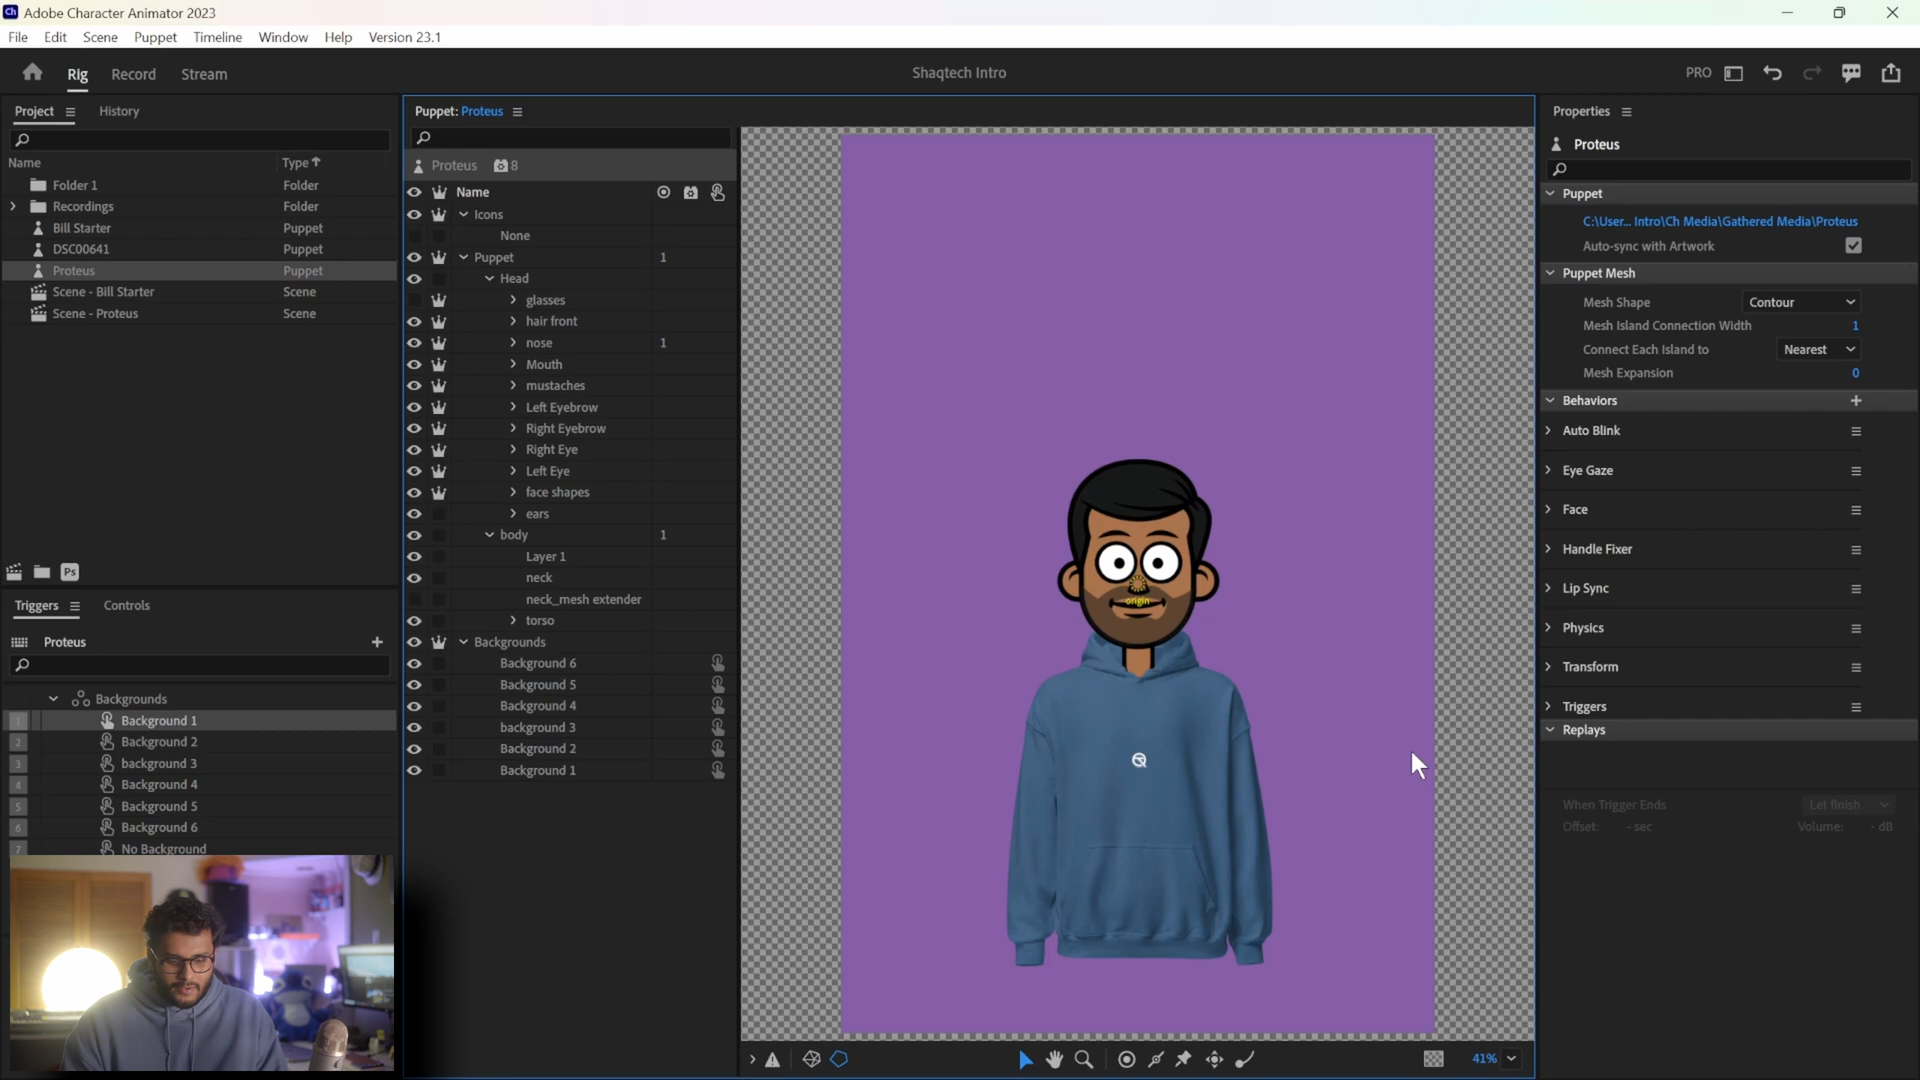 Ch Adobe Character Animator 2023
File Edit Scene Puppet Timeline Window Help Version 23.1
Rig Record Stream
Shaqtech Intro
PRO
Project History
Name Type
Folder 1 Folder
Recordings Folder
Bill Starter Puppet
DSC00641 Puppet
Proteus Puppet
Scene - Bill Starter Scene
Scene - Proteus Scene
Ps
Triggers Controls
Proteus +
Backgrounds
1 Background 1
2 Background 2
3 background 3
4 Background 4
5 Background 5
6 Background 6
7 No Background
Puppet: Proteus
Proteus 8
Name
Icons
None
Puppet 1
Head
glasses
hair front
nose 1
Mouth
mustaches
Left Eyebrow
Right Eyebrow
Right Eye
Left Eye
face shapes
ears
body 1
Layer 1
neck
neck_mesh extender
torso
Backgrounds
Background 6
Background 5
Background 4
background 3
Background 2
Background 1
origin
41%
Properties
Proteus
Puppet
C:\User... Intro\Ch Media\Gathered Media\Proteus
Auto-sync with Artwork
Puppet Mesh
Mesh Shape Contour
Mesh Island Connection Width 1
Connect Each Island to Nearest
Mesh Expansion 0
Behaviors +
Auto Blink
Eye Gaze
Face
Handle Fixer
Lip Sync
Physics
Transform
Triggers
Replays
When Trigger Ends Let finish
Offset: - sec Volume: - dB